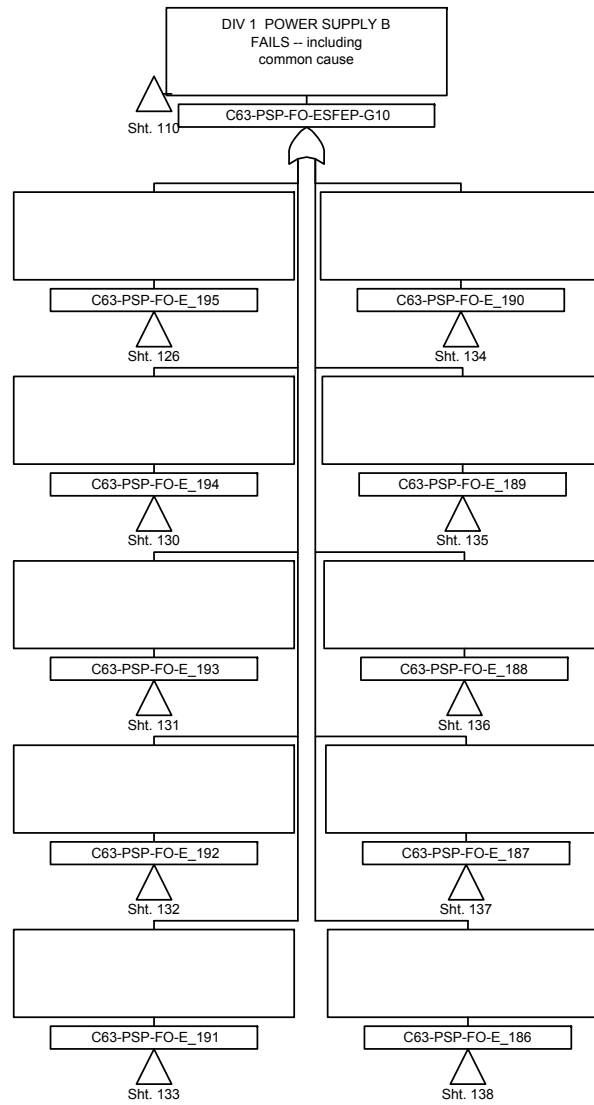 DIV 1 POWER SUPPLY B
FAILS -- including
common cause
Sht. 110
C63-PSP-FO-ESFEP-G10
C63-PSP-FO-E_195
Sht. 126
C63-PSP-FO-E_190
Sht. 134
C63-PSP-FO-E_194
Sht. 130
C63-PSP-FO-E_189
Sht. 135
C63-PSP-FO-E_193
Sht. 131
C63-PSP-FO-E_188
Sht. 136
C63-PSP-FO-E_192
Sht. 132
C63-PSP-FO-E_187
Sht. 137
C63-PSP-FO-E_191
Sht. 133
C63-PSP-FO-E_186
Sht. 138